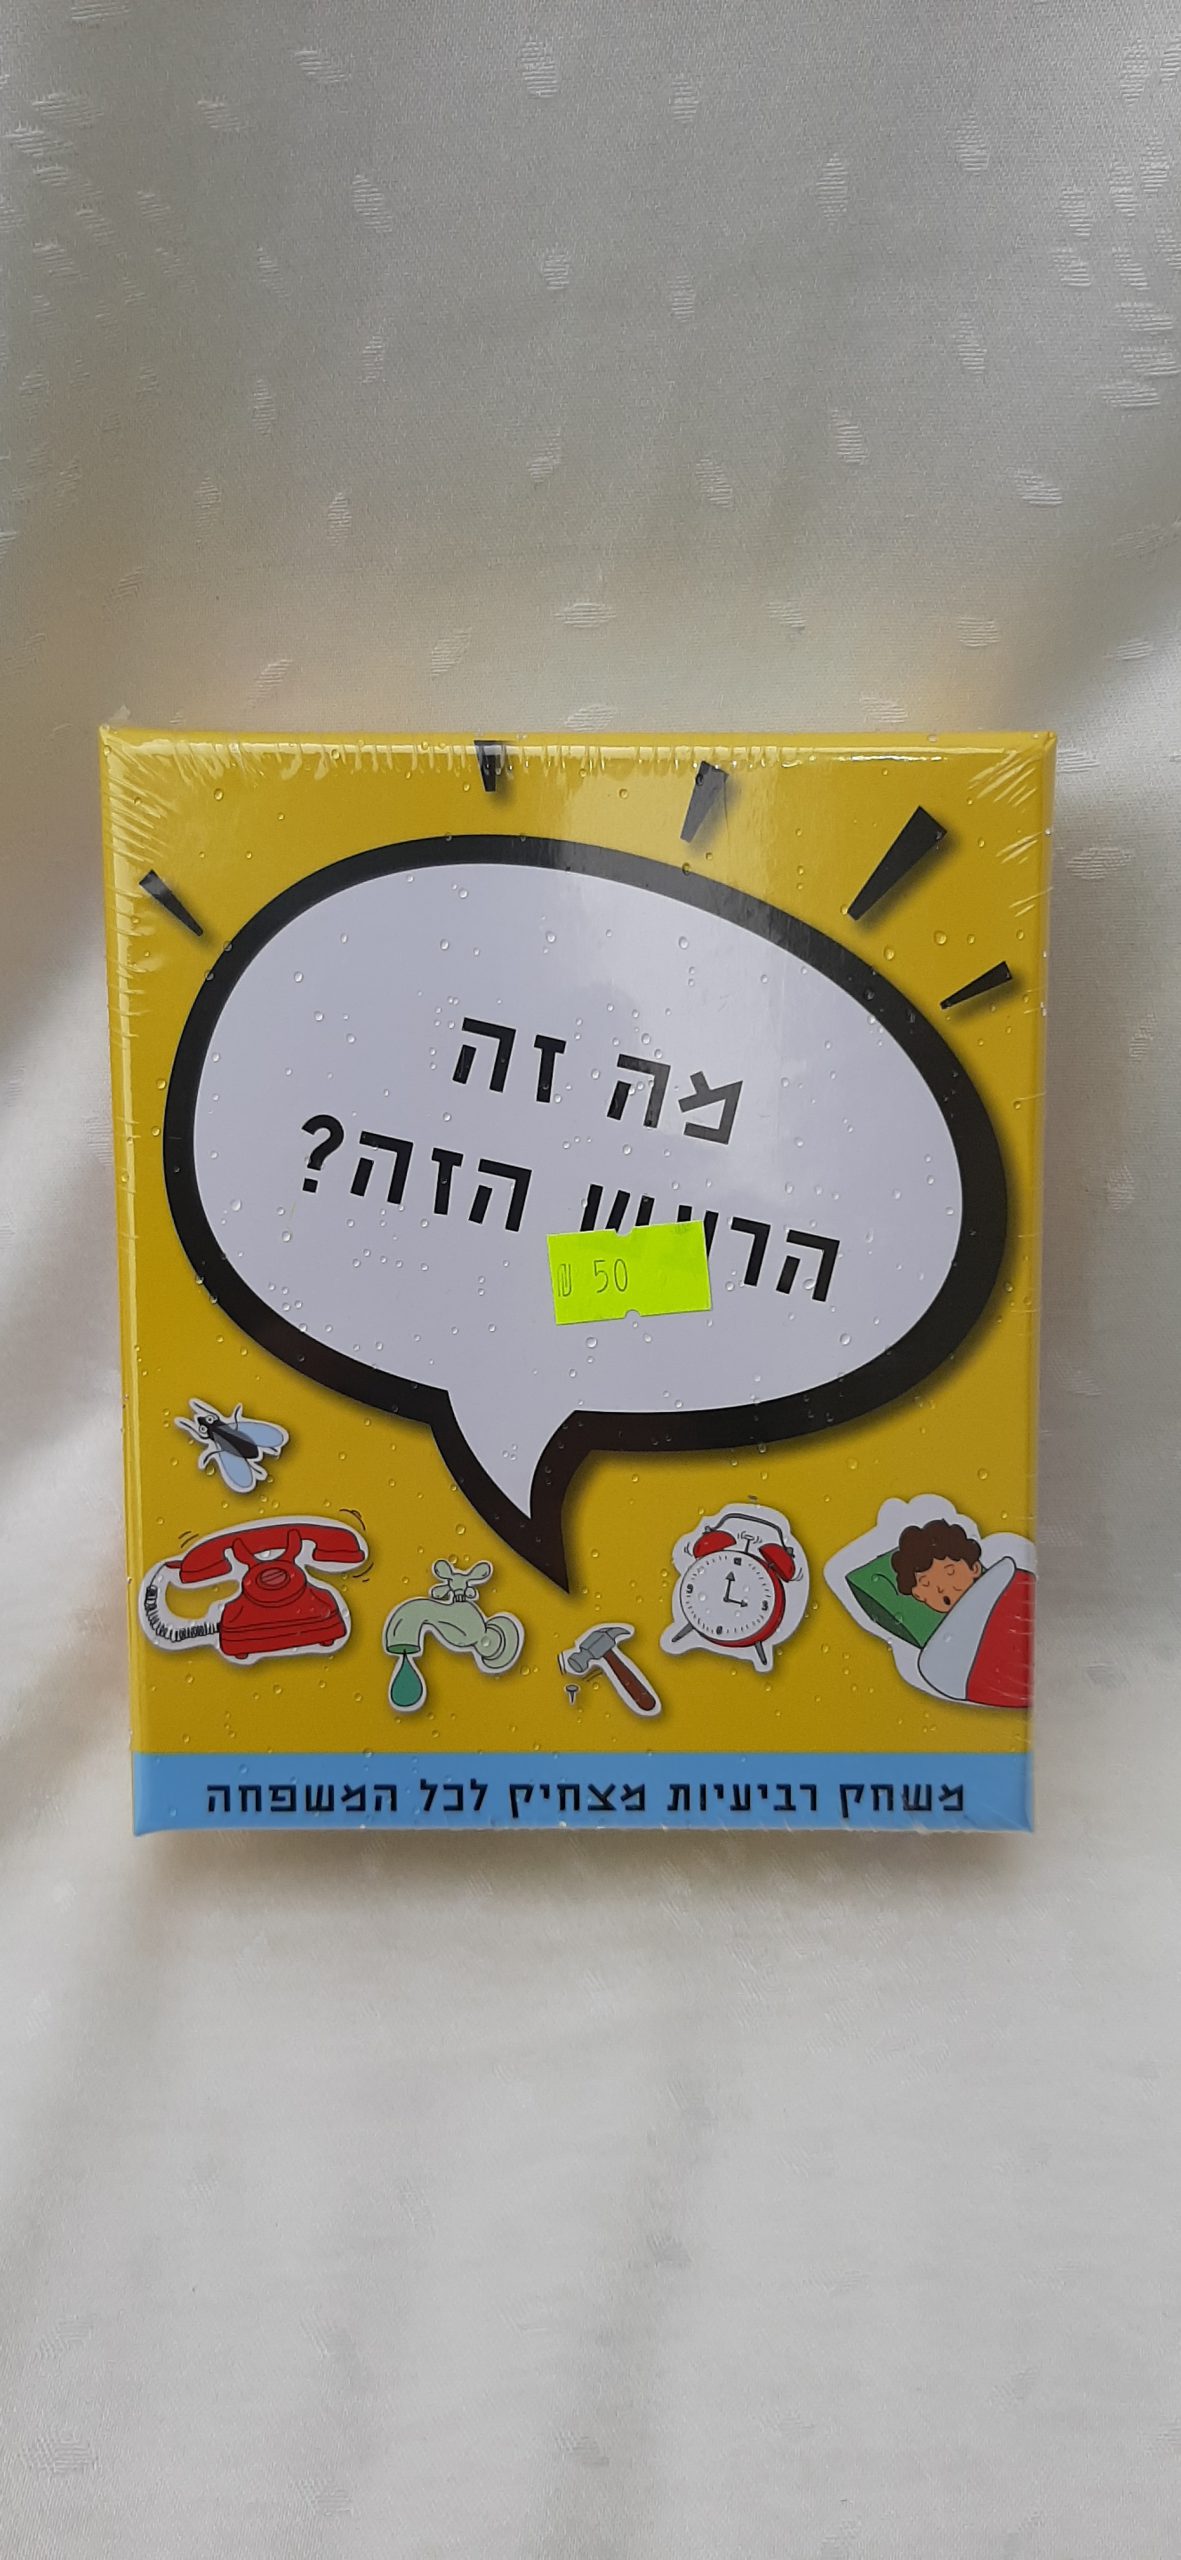 מה זה
הרעש הזה?
₪ 50
משחק רביעיות מצחיק לכל המשפחה